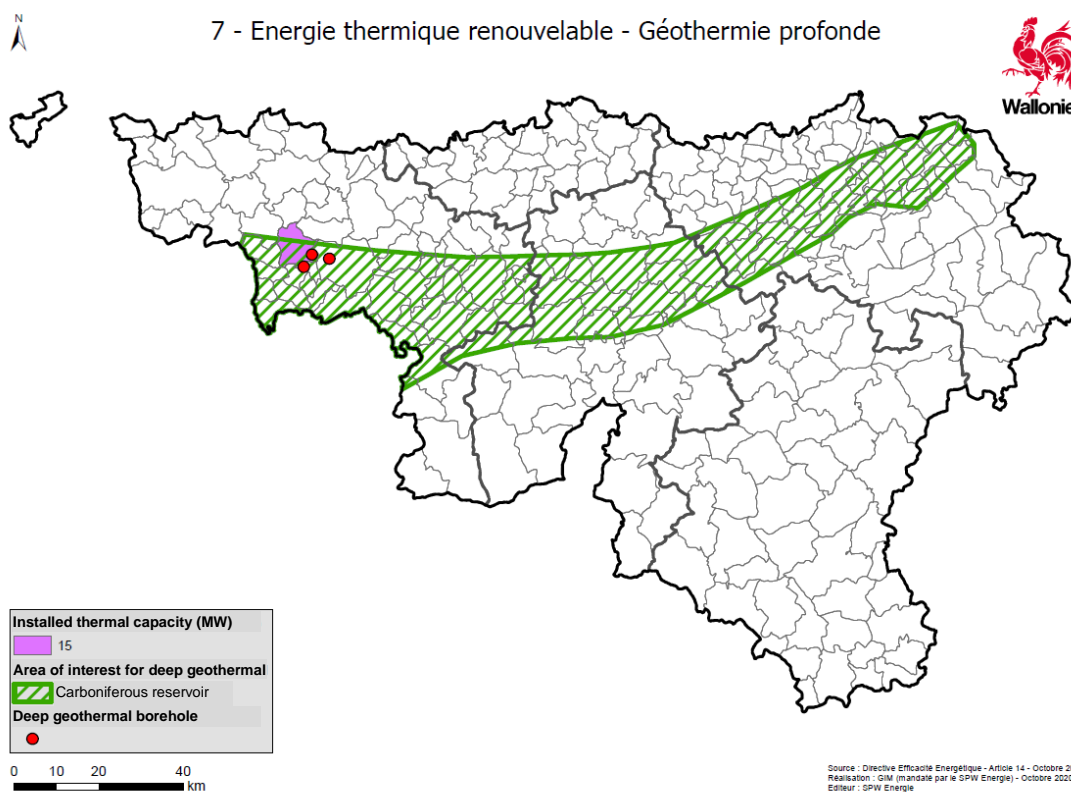 N
7 - Energie thermique renouvelable - Géothermie profonde
Wallonie
Installed thermal capacity (MW)
15
Area of interest for deep geothermal
Carboniferous reservoir
Deep geothermal borehole
0 10 20 40
km
Source : Directive Efficacité Energétique - Article 14 - Octobre 20
Réalisation : GIM (mandaté par le SPW Energie) - Octobre 2020
Editeur : SPW Energie